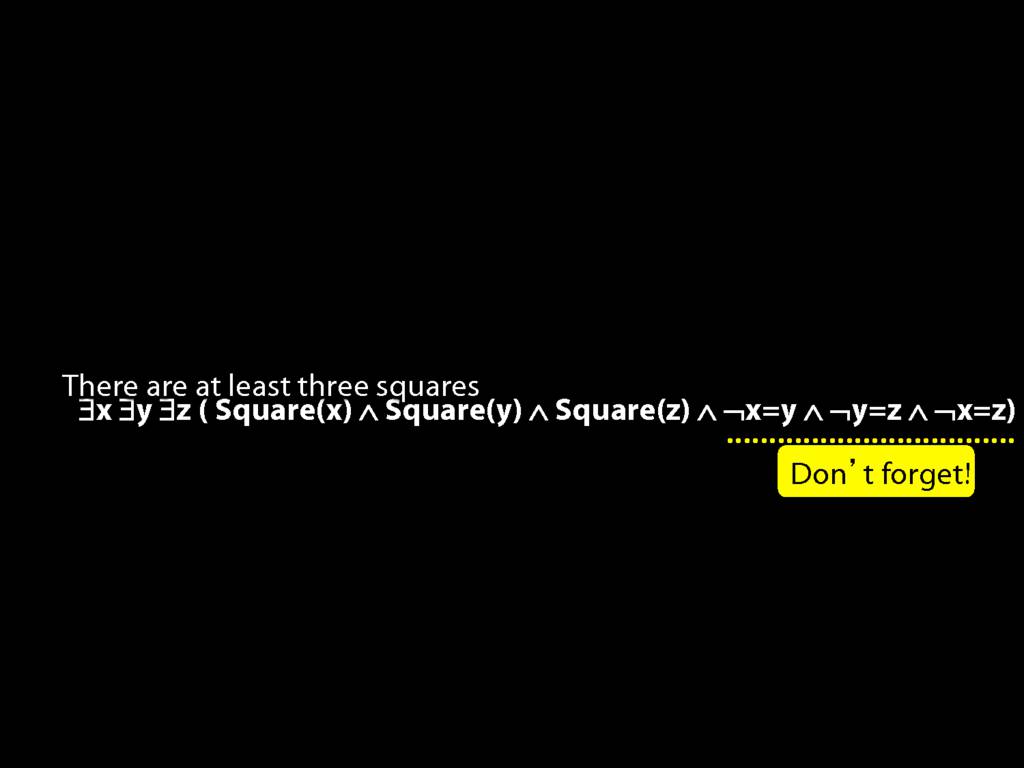 There are at least three squares
∃x ∃y ∃z ( Square(x) ∧ Square(y) ∧ Square(z) ∧ ¬x=y ∧ ¬y=z ∧ ¬x=z)
Don’t forget!